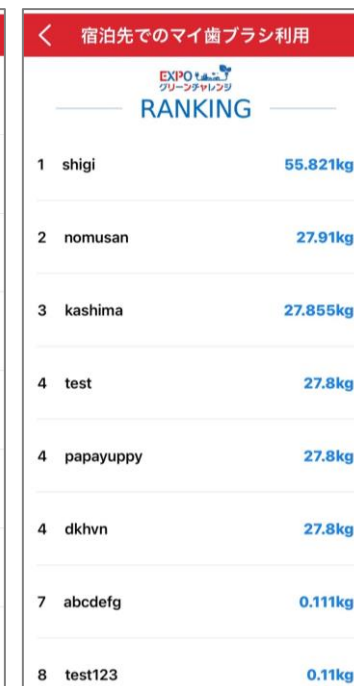 宿泊先でのマイ歯ブラシ利用
EXPO
グリーンチャレンジ
RANKING
1 shigi 55.821kg
2 nomusan 27.91kg
3 kashima 27.855kg
4 test 27.8kg
4 papayuppy 27.8kg
4 dkhvn 27.8kg
7 abcdefg 0.111kg
8 test123 0.11kg